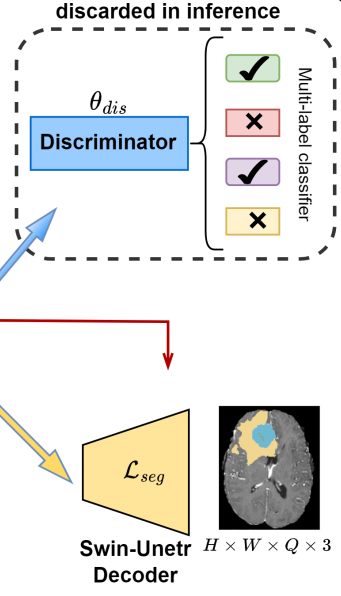 discarded in inference
θ_dis
Discriminator
Multi-label classifier
ℒ_seg
Swin-Unetr
Decoder
H × W × Q × 3